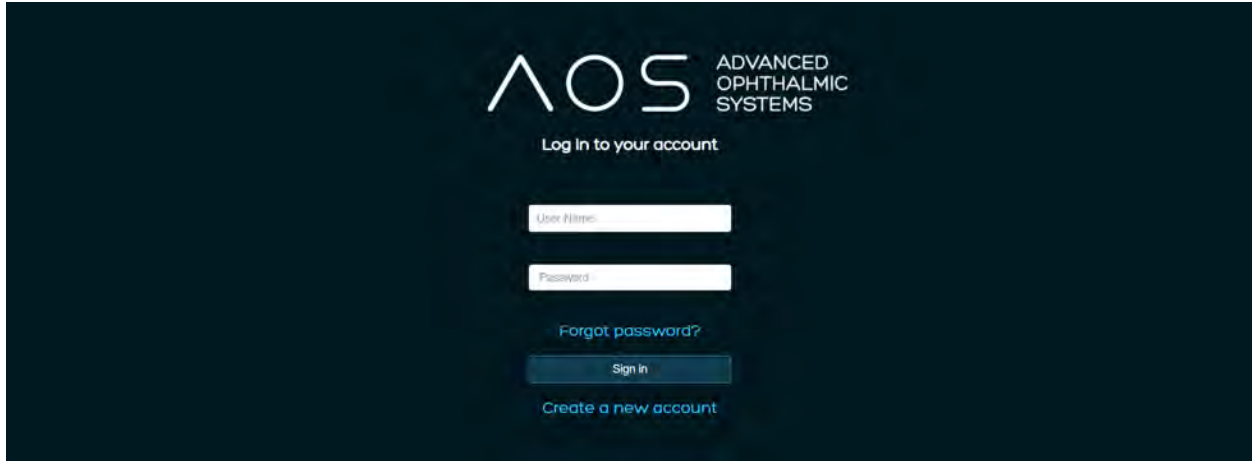 AOS
ADVANCED
OPHTHALMIC
SYSTEMS
Log in to your account
User Name
Password
Forgot password?
Sign in
Create a new account